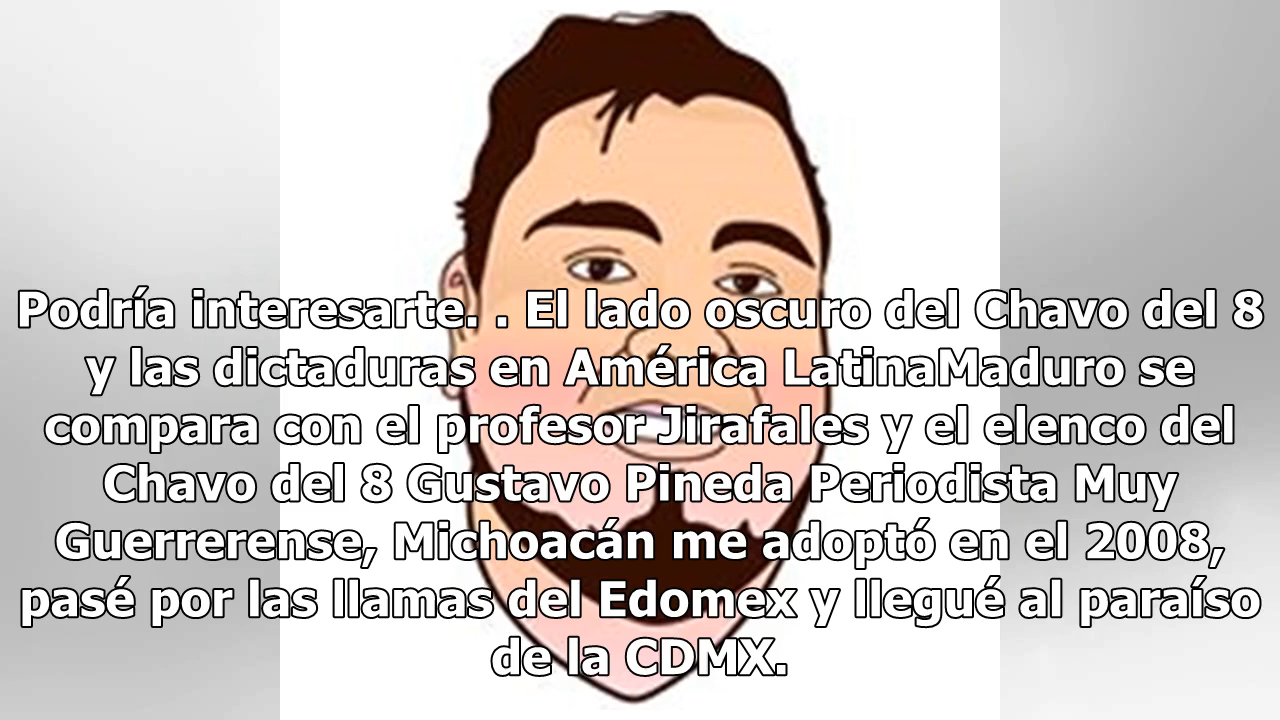 Podría interesarte. . El lado oscuro del Chavo del 8
y las dictaduras en América LatinaMaduro se
compara con el profesor Jirafales y el elenco del
Chavo del 8 Gustavo Pineda Periodista Muy
Guerrerense, Michoacán me adoptó en el 2008,
pasé por las llamas del Edomex y llegué al paraíso
de la CDMX.